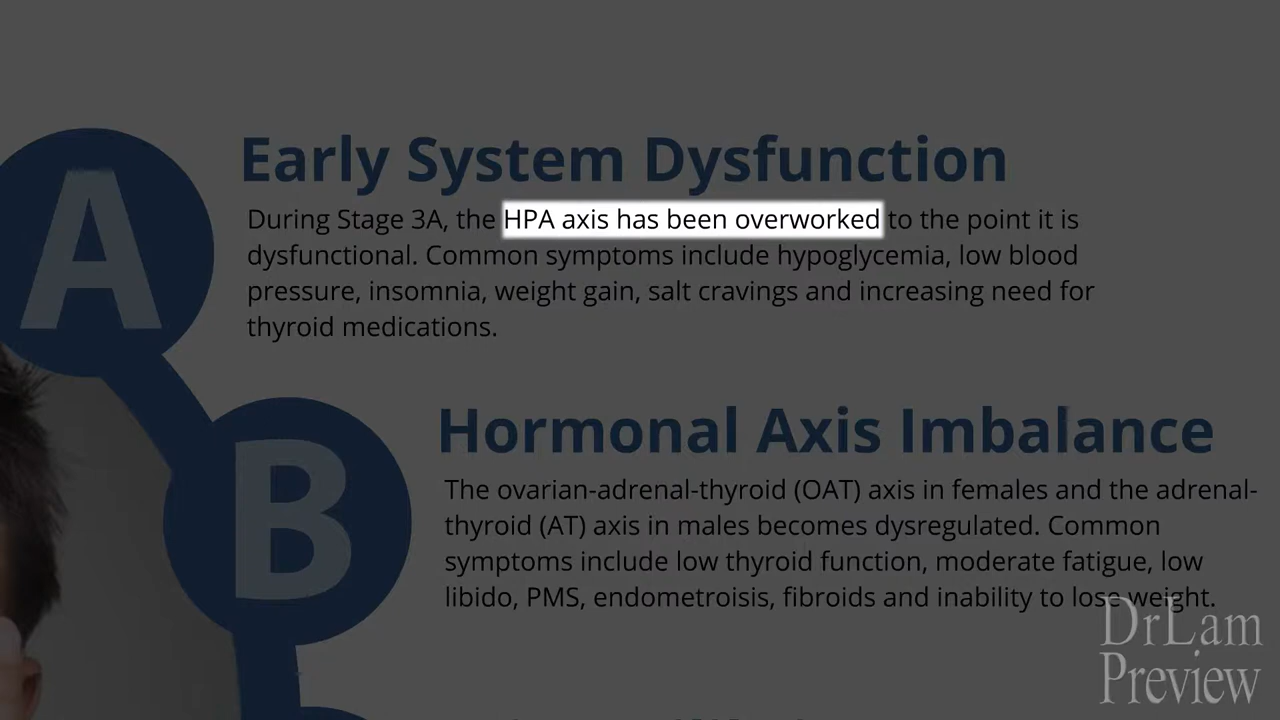 A
Early System Dysfunction
During Stage 3A, the HPA axis has been overworked to the point it is
dysfunctional. Common symptoms include hypoglycemia, low blood
pressure, insomnia, weight gain, salt cravings and increasing need for
thyroid medications.
B
Hormonal Axis Imbalance
The ovarian-adrenal-thyroid (OAT) axis in females and the adrenal-
thyroid (AT) axis in males becomes dysregulated. Common
symptoms include low thyroid function, moderate fatigue, low
libido, PMS, endometroisis, fibroids and inability to lose weight.
DrLam
Preview